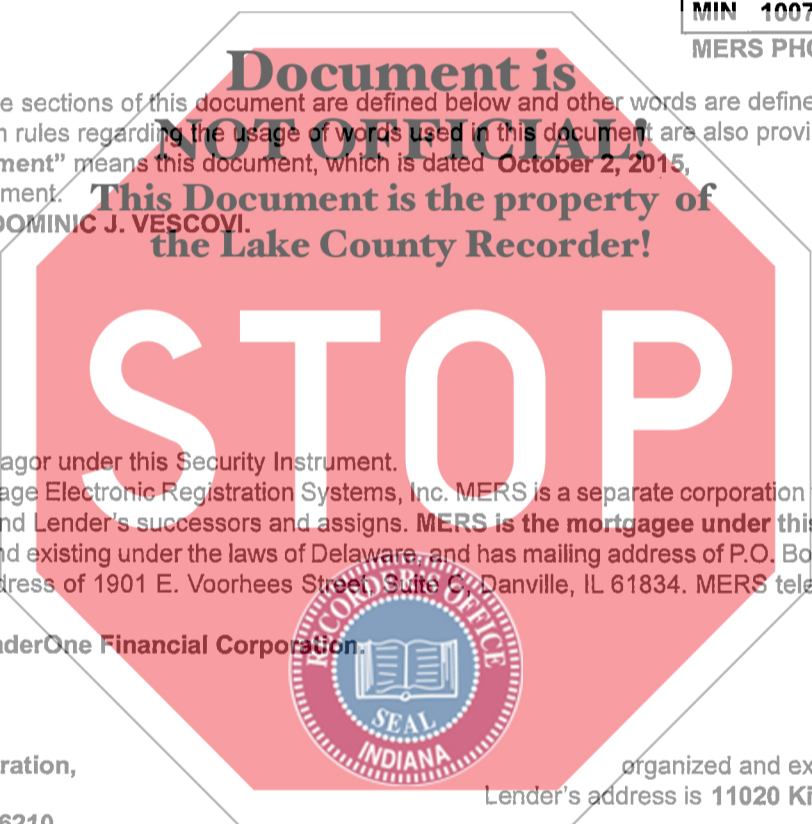 MIN 1007
MERS PHO
Document is
e sections of this document are defined below and other words are define
n rules regarding the usage of words used in this document are also provi
NOT OFFICIAL!
ment” means this document, which is dated October 2, 2015,
ment.
This Document is the property of
DOMINIC J. VESCOVI.
the Lake County Recorder!
STOP
agor under this Security Instrument.
age Electronic Registration Systems, Inc. MERS is a separate corporation
nd Lender’s successors and assigns. MERS is the mortgagee under this
nd existing under the laws of Delaware, and has mailing address of P.O. Bo
dress of 1901 E. Voorhees Street, Suite C, Danville, IL 61834. MERS tele
nderOne Financial Corporation.
RECORDER'S OFFICE
SEAL
INDIANA
ration,
organized and ex
Lender’s address is 11020 Ki
6210